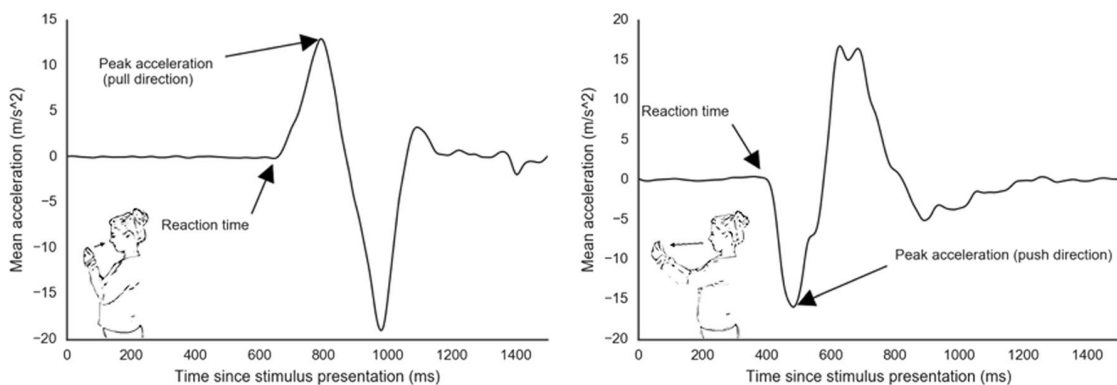 15
10
5
0
−5
−10
−15
−20
Mean acceleration (m/s^2)
Peak acceleration
(pull direction)
Reaction time
0 200 400 600 800 1000 1200 1400
Time since stimulus presentation (ms)
20
15
10
5
0
−5
−10
−15
−20
Mean acceleration (m/s^2)
Reaction time
Peak acceleration (push direction)
0 200 400 600 800 1000 1200 1400
Time since stimulus presentation (ms)